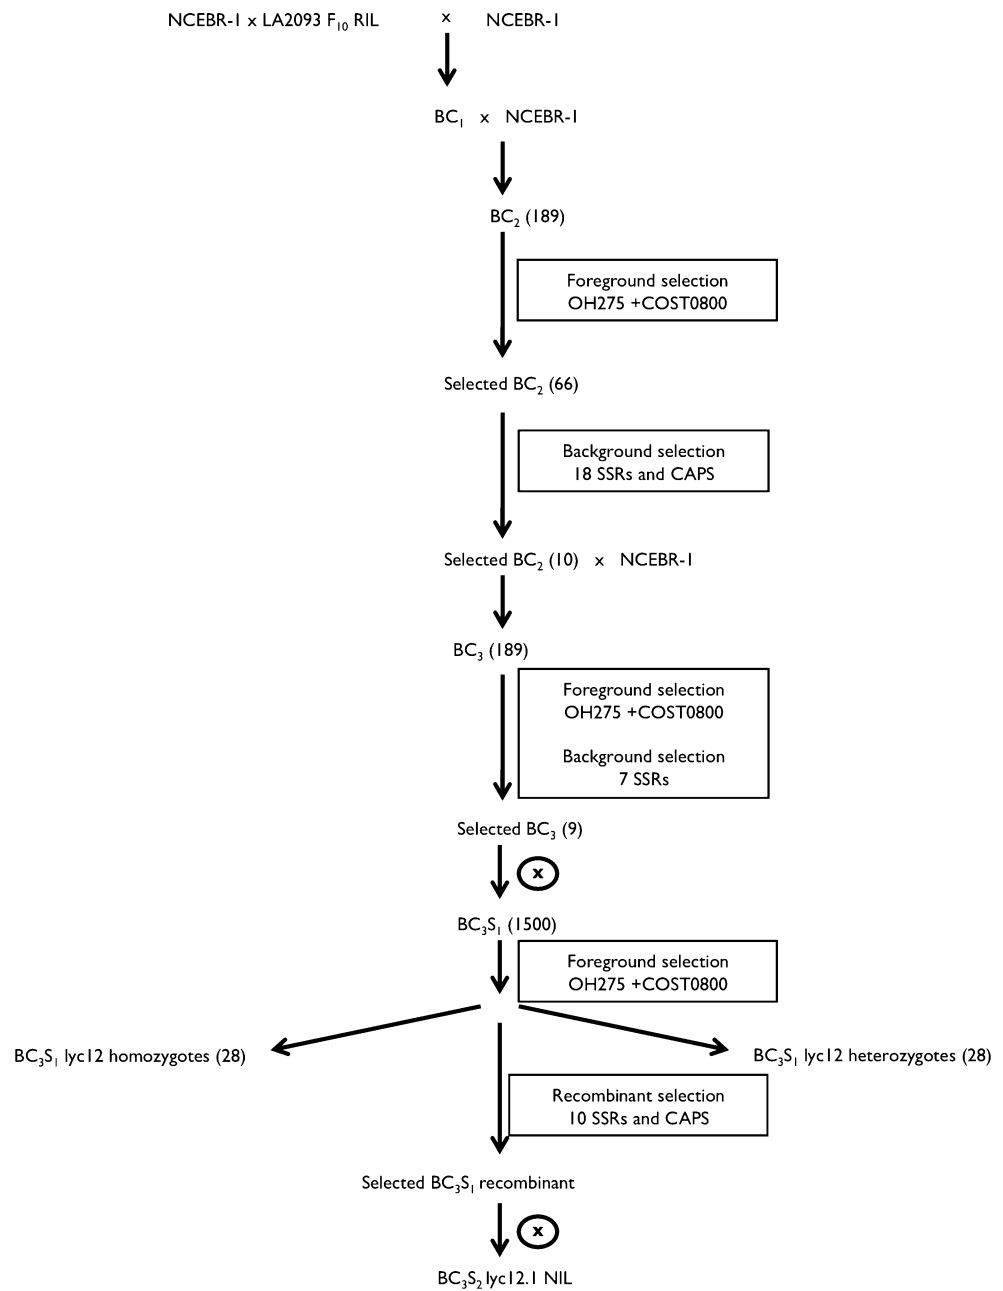 NCEBR-1 x LA2093 F10 RIL x NCEBR-1
BC1 x NCEBR-1
BC2 (189)
Foreground selection
OH275 +COST0800
Selected BC2 (66)
Background selection
18 SSRs and CAPS
Selected BC2 (10) x NCEBR-1
BC3 (189)
Foreground selection
OH275 +COST0800
Background selection
7 SSRs
Selected BC3 (9)
x
BC3S1 (1500)
Foreground selection
OH275 +COST0800
BC3S1 lyc12 homozygotes (28)
BC3S1 lyc12 heterozygotes (28)
Recombinant selection
10 SSRs and CAPS
Selected BC3S1 recombinant
x
BC3S2 lyc12.1 NIL